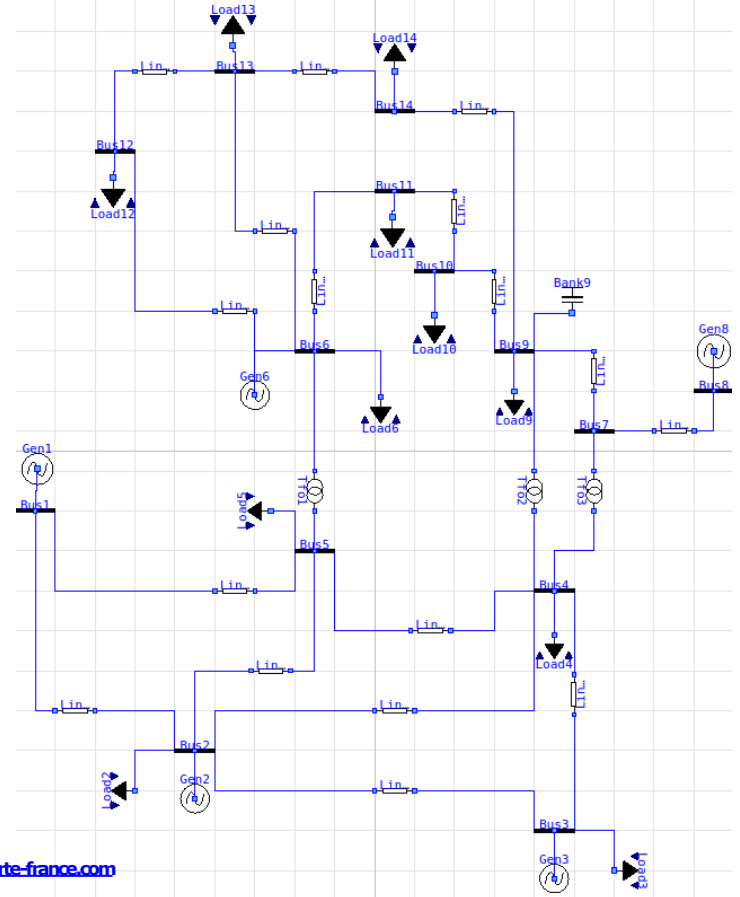 Load13
Load14
Lin...
Bus13
Lin...
Bus14
Lin...
Bus12
Load12
Bus11
Lin...
Load11
Lin...
Bus10
Lin...
Bank9
Lin...
Lin...
Load10
Bus6
Bus9
Gen8
Gen6
Lin...
Bus8
Load6
Load9
Bus7
Lin...
Gen1
Bus1
Load5
Tfo1
Tfo2
Tfo3
Bus5
Lin...
Bus4
Lin...
Load4
Lin...
Lin...
Lin...
Lin...
Bus2
Load2
Gen2
Lin...
Bus3
Gen3
Load3
rte-france.com